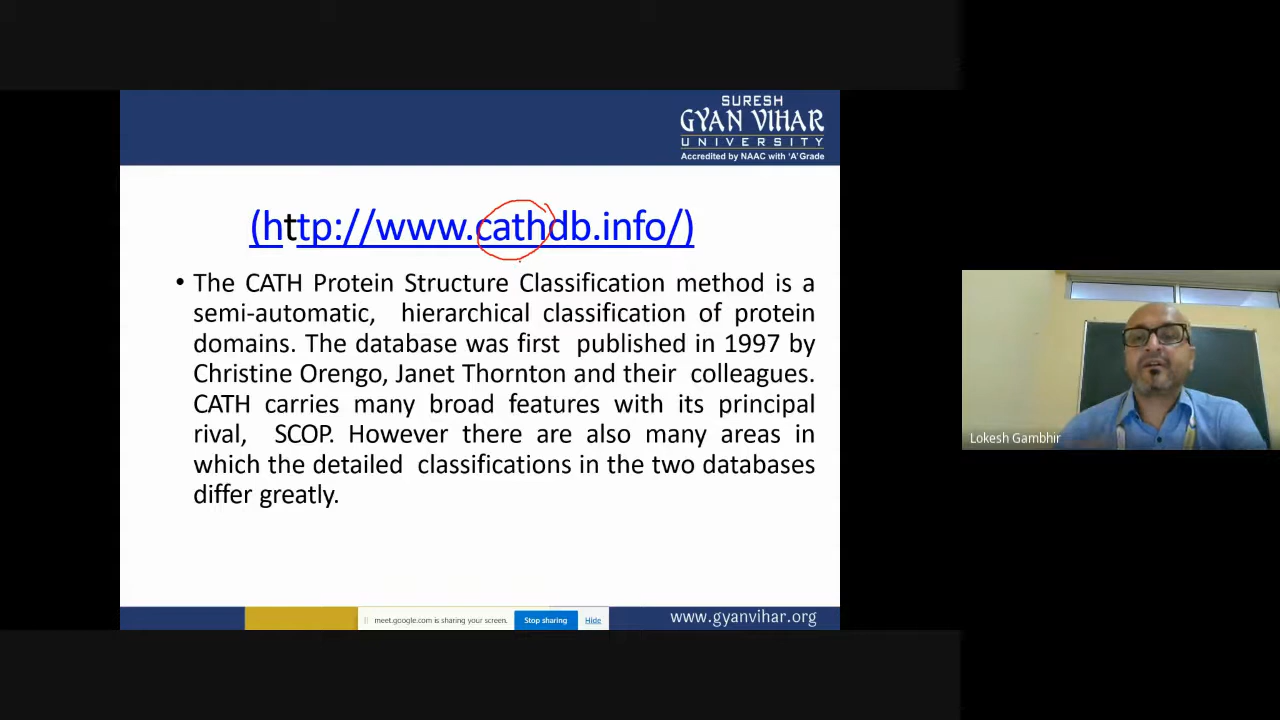 SURESH
GYAN VIHAR
UNIVERSITY
Accredited by NAAC with 'A' Grade
(http://www.cathdb.info/)
• The CATH Protein Structure Classification method is a
semi-automatic, hierarchical classification of protein
domains. The database was first published in 1997 by
Christine Orengo, Janet Thornton and their colleagues.
CATH carries many broad features with its principal
rival, SCOP. However there are also many areas in
which the detailed classifications in the two databases
differ greatly.
Lokesh Gambhir
meet.google.com is sharing your screen. Stop sharing Hide
www.gyanvihar.org